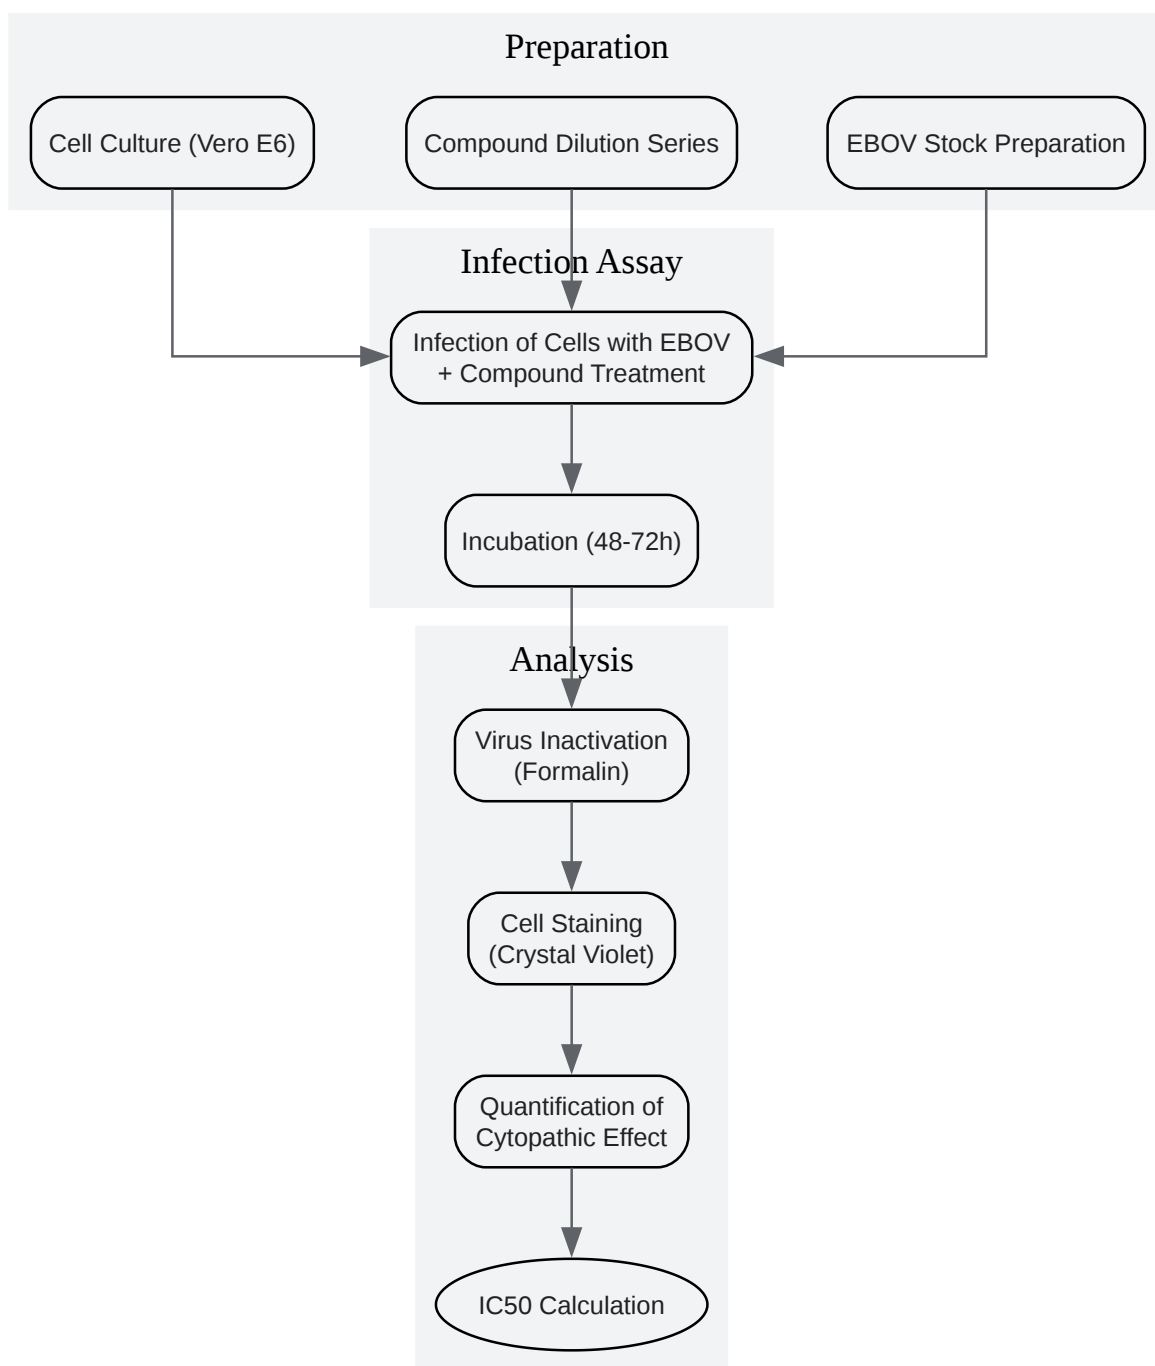 Preparation
Cell Culture (Vero E6)
Compound Dilution Series
EBOV Stock Preparation
Infection Assay
Infection of Cells with EBOV
+ Compound Treatment
Incubation (48-72h)
Analysis
Virus Inactivation
(Formalin)
Cell Staining
(Crystal Violet)
Quantification of
Cytopathic Effect
IC50 Calculation